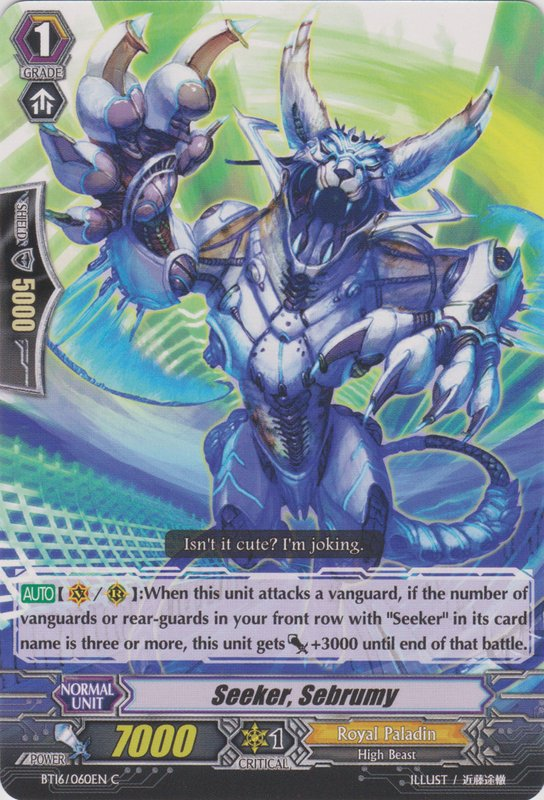 1
GRADE
SHIELD
5000
Isn't it cute? I'm joking.
AUTO【V/R】:When this unit attacks a vanguard, if the number of
vanguards or rear-guards in your front row with "Seeker" in its card
name is three or more, this unit gets +3000 until end of that battle.
NORMAL
UNIT
Seeker, Sebrumy
POWER
7000
1
CRITICAL
Royal Paladin
High Beast
BT16/060EN C
ILLUST / 近藤途轍